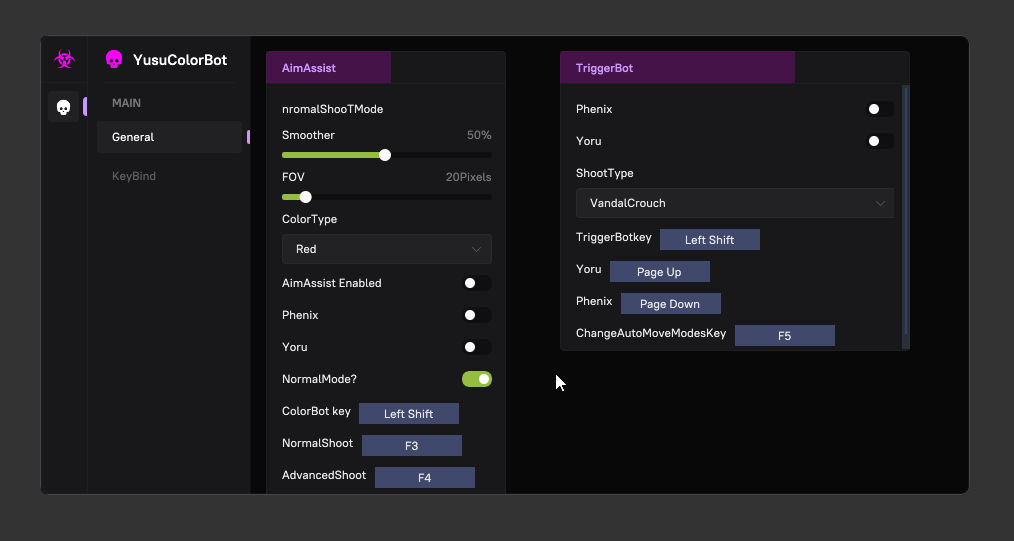 YusuColorBot
MAIN
General
KeyBind
AimAssist
nromalShooTMode
Smoother 50%
FOV 20Pixels
ColorType
Red
AimAssist Enabled
Phenix
Yoru
NormalMode?
ColorBot key Left Shift
NormalShoot F3
AdvancedShoot F4
TriggerBot
Phenix
Yoru
ShootType
VandalCrouch
TriggerBotkey Left Shift
Yoru Page Up
Phenix Page Down
ChangeAutoMoveModesKey F5